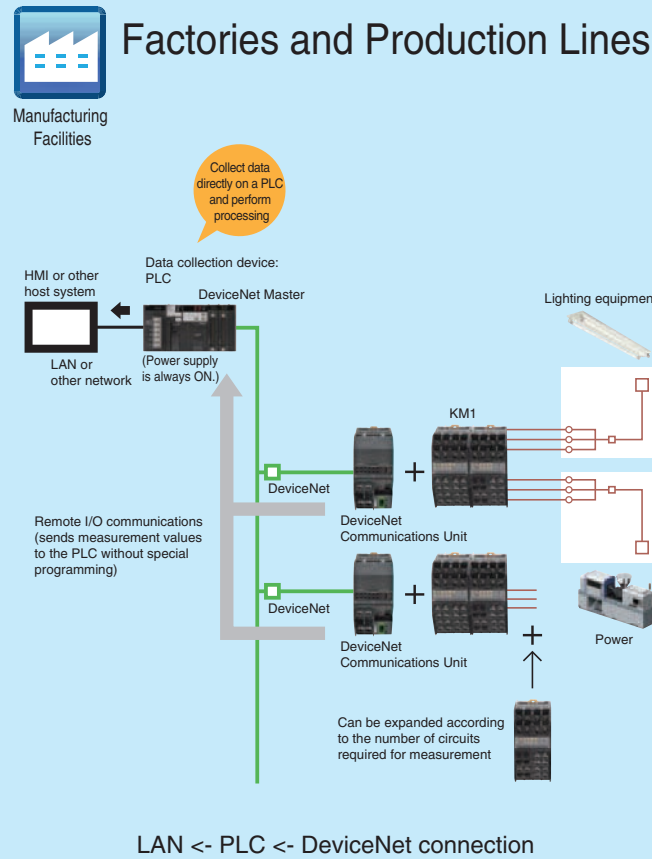 Factories and Production Lines
Manufacturing
Facilities
Collect data
directly on a PLC
and perform
processing
Data collection device:
PLC
HMI or other
host system
DeviceNet Master
Lighting equipmen
LAN or
other network
(Power supply
is always ON.)
KM1
DeviceNet
DeviceNet
Communications Unit
Remote I/O communications
(sends measurement values
to the PLC without special
programming)
DeviceNet
DeviceNet
Communications Unit
Power
Can be expanded according
to the number of circuits
required for measurement
LAN <- PLC <- DeviceNet connection